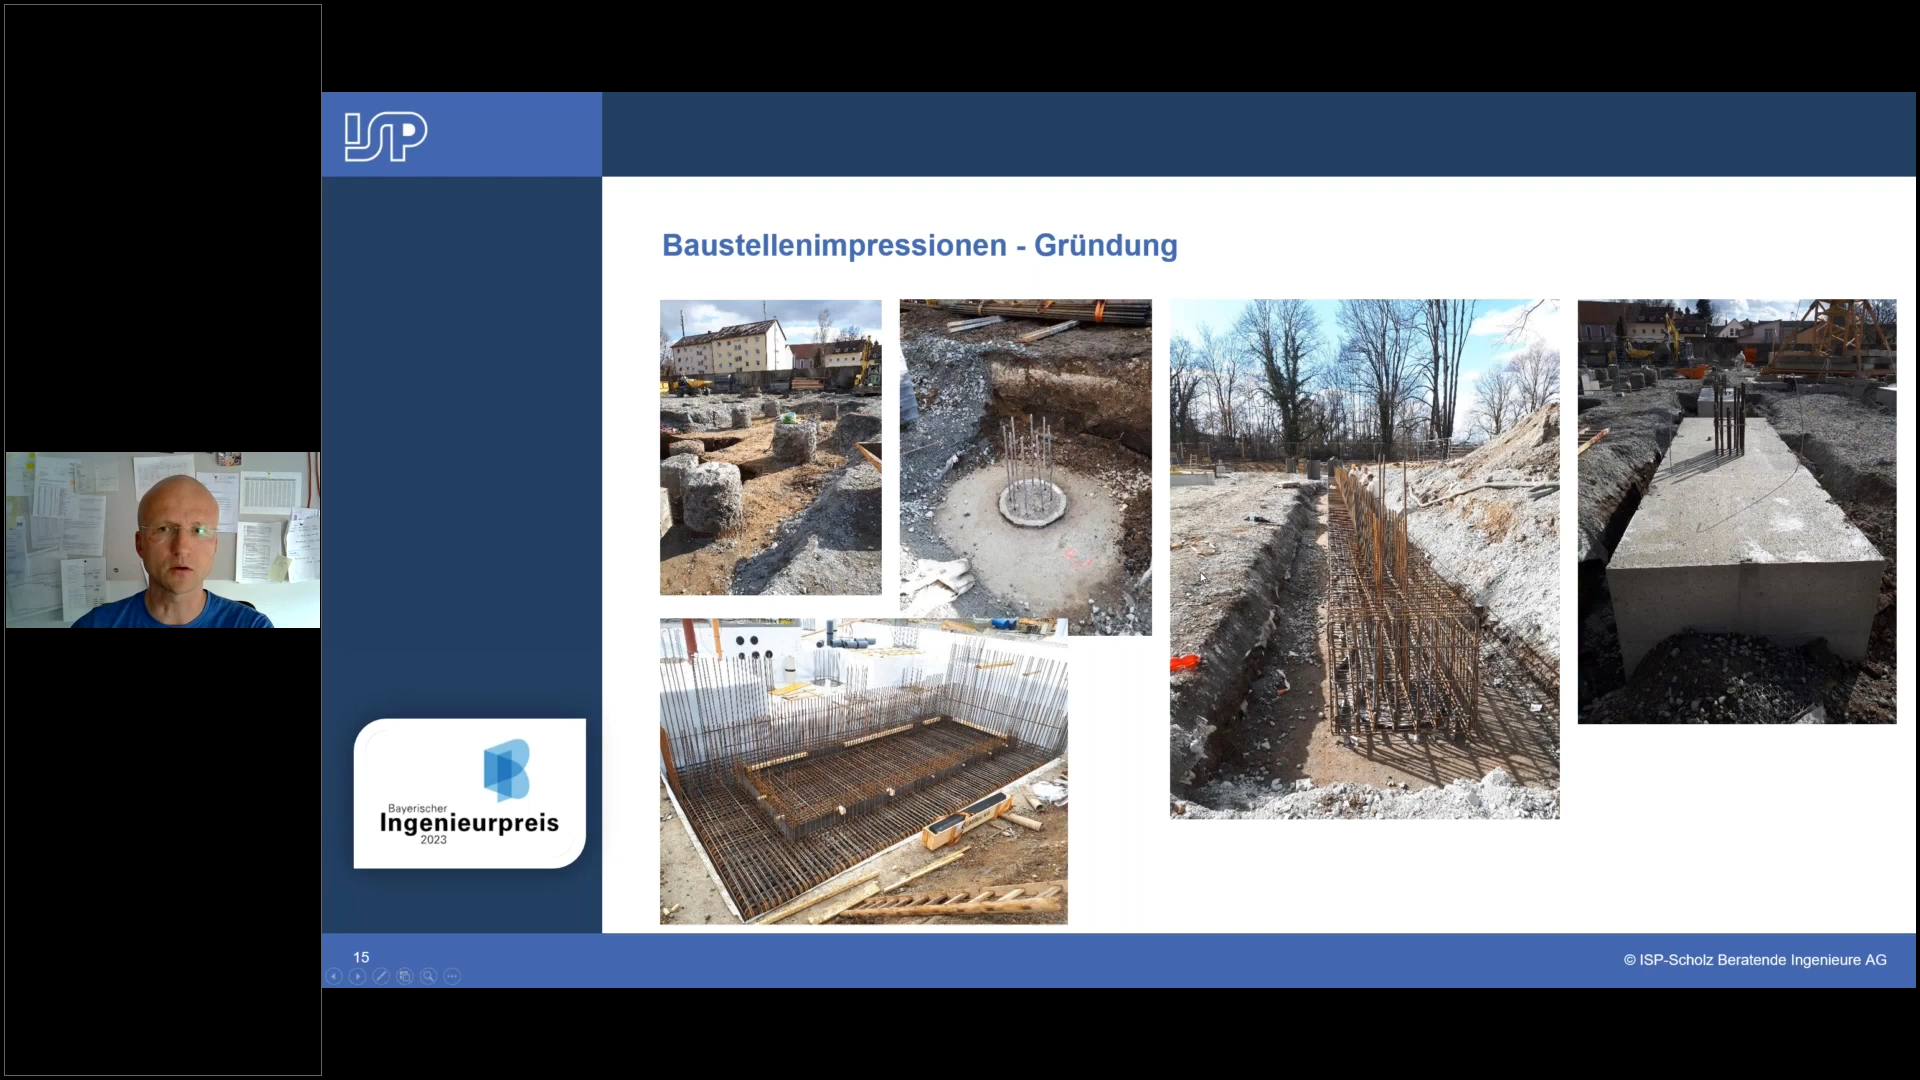 ISP
Baustellenimpressionen - Gründung
Bayerischer
Ingenieurpreis
2023
15
© ISP-Scholz Beratende Ingenieure AG